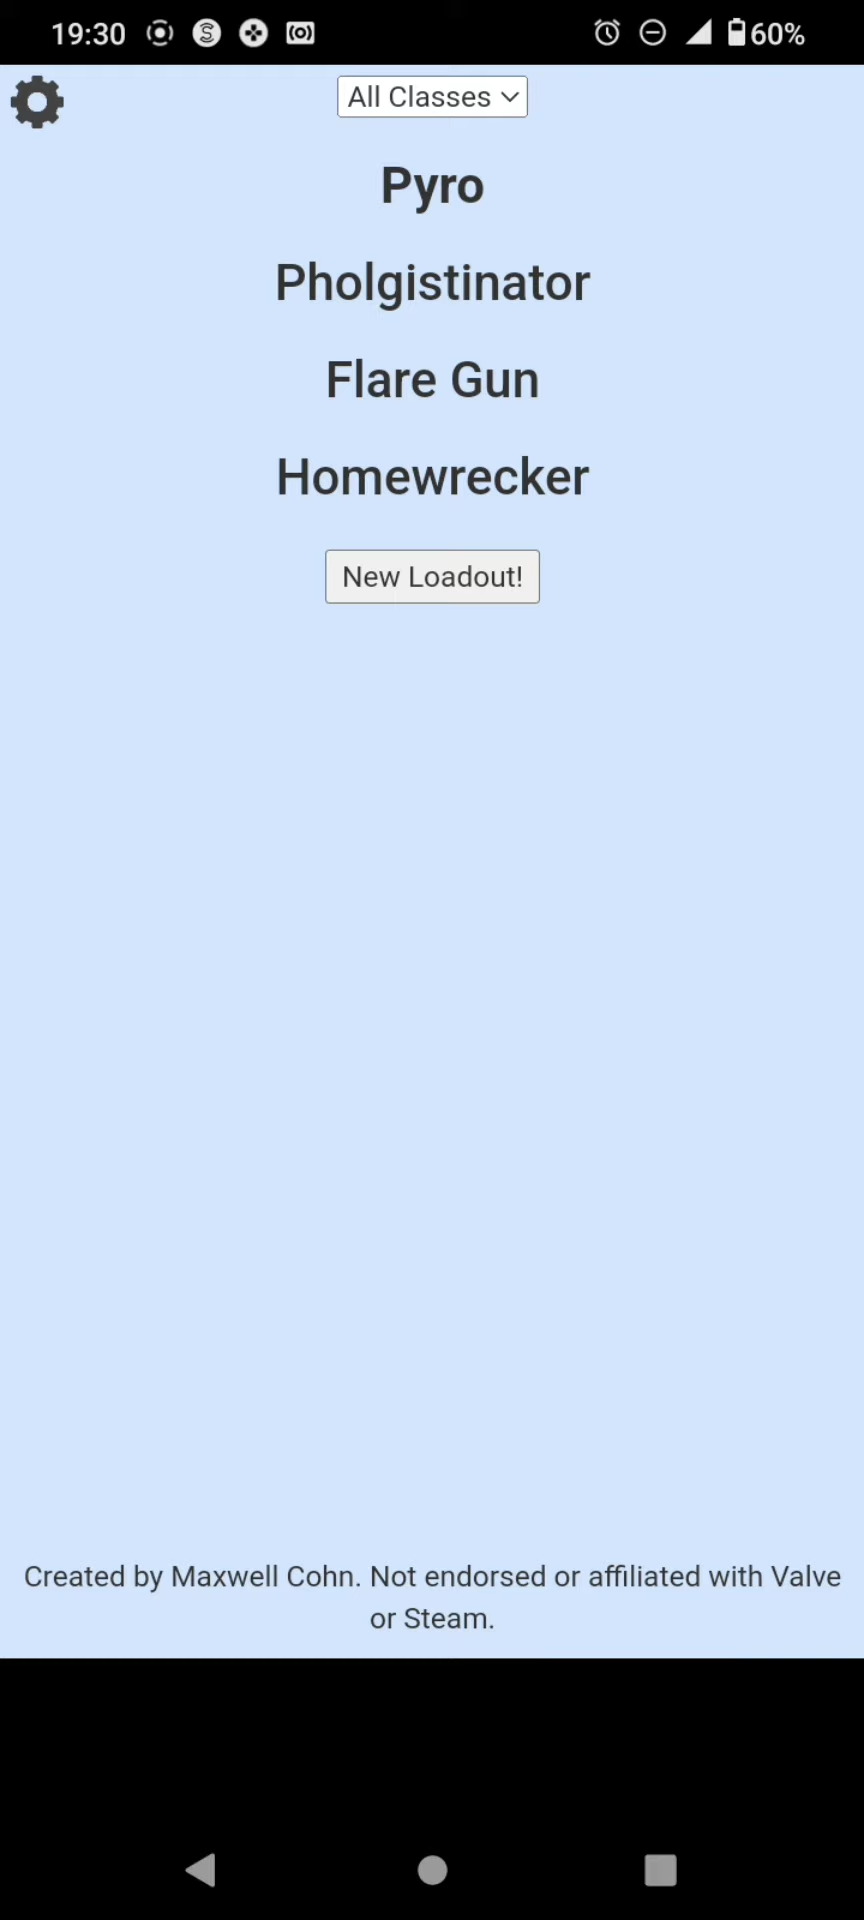 19:30
60%
All Classes
Pyro
Pholgistinator
Flare Gun
Homewrecker
New Loadout!
Created by Maxwell Cohn. Not endorsed or affiliated with Valve
or Steam.